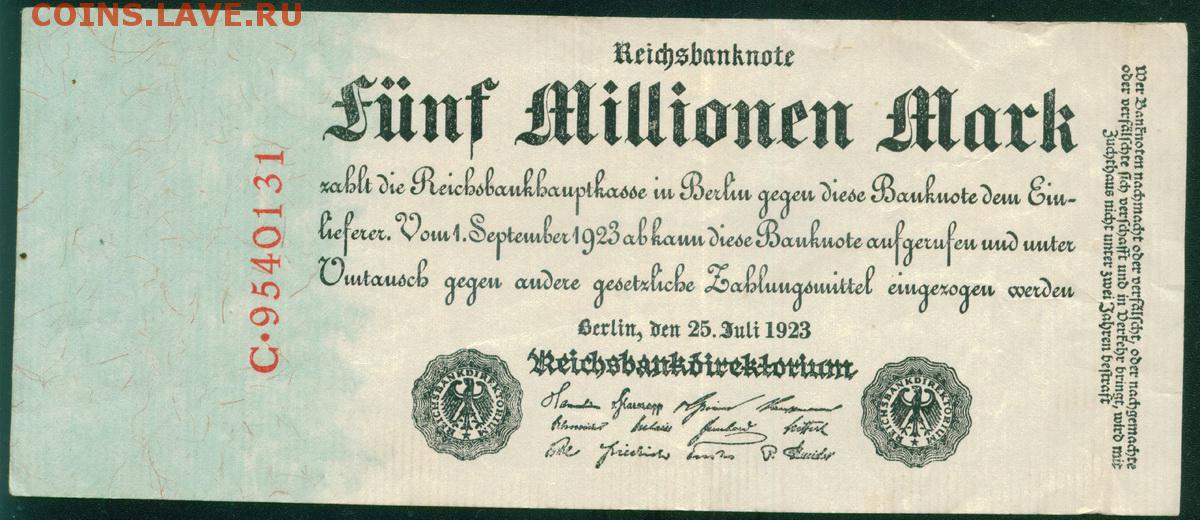 COINS.LAVE.RU
Reichsbanknote
Fünf Millionen Mark
zahlt die Reichsbankhauptkasse in Berlin gegen diese Banknote dem Ein-
lieferer. Vom 1. September 1923 ab kann diese Banknote aufgerufen und unter
Umtausch gegen andere gesetzliche Zahlungsmittel eingezogen werden
Berlin, den 25. Juli 1923
Reichsbankdirektorium
REICHSBANKDIREKTORIUM
REICHSBANKDIREKTORIUM
C·9540131
Wer Banknoten nachmacht oder verfälscht, oder nachgemachte
oder verfälschte sich verschafft und in Verkehr bringt, wird mit
Zuchthaus nicht unter zwei Jahren bestraft